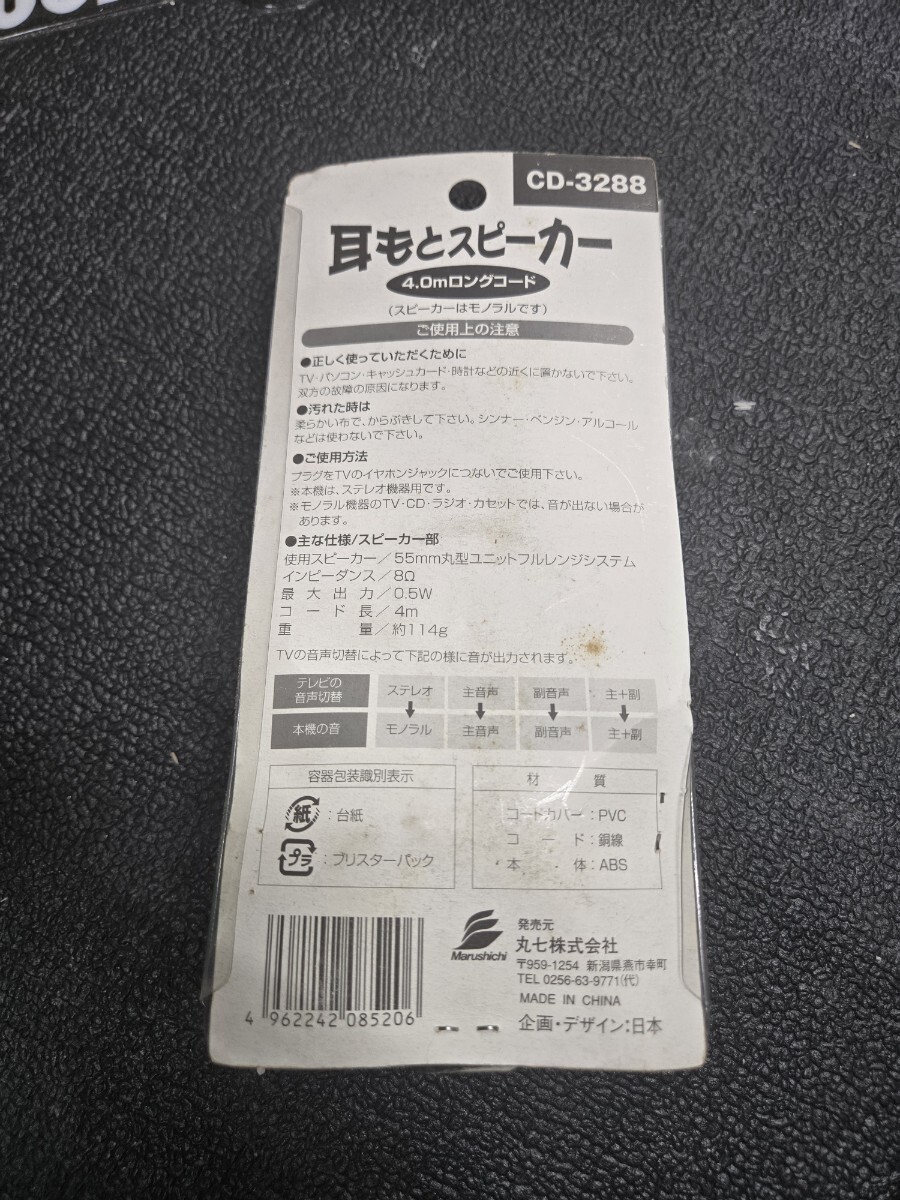 CD-3288
耳もとスピーカー
4.0mロングコード
(スピーカーはモノラルです)
ご使用上の注意
●正しく使っていただくために
TV・パソコン・キャッシュカード・時計などの近くに置かないで下さい。
双方の故障の原因になります。
●汚れた時は
柔らかい布で、からぶきして下さい。シンナー・ベンジン・アルコール
などは使わないで下さい。
●ご使用方法
プラグをTVのイヤホンジャックにつないでご使用下さい。
※本機は、ステレオ機器用です。
※モノラル機器のTV・CD・ラジオ・カセットでは、音が出ない場合が
あります。
●主な仕様/スピーカー部
使用スピーカー/55mm丸型ユニットフルレンジシステム
インピーダンス/8Ω
最大出力/0.5W
コード長/4m
重量/約114g
TVの音声切替によって下記の様に音が出力されます。
テレビの
音声切替
ステレオ 主音声 副音声 主+副
本機の音 モノラル 主音声 副音声 主+副
容器包装識別表示
紙:台紙
プラ:ブリスターパック
材質
コードカバー:PVC
コード:銅線
本体:ABS
Marushichi
発売元
丸七株式会社
〒959-1254 新潟県燕市幸町
TEL 0256-63-9771(代)
MADE IN CHINA
企画・デザイン:日本
4 962242 085206